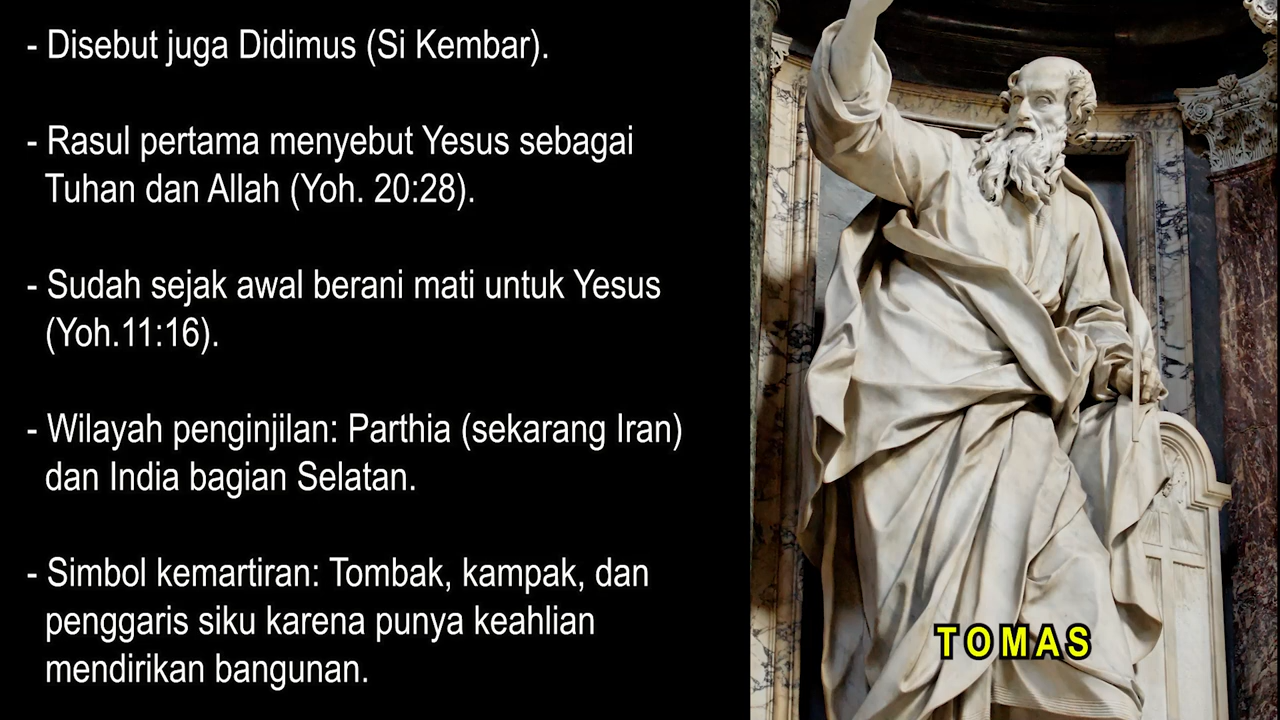 - Disebut juga Didimus (Si Kembar).
- Rasul pertama menyebut Yesus sebagai
Tuhan dan Allah (Yoh. 20:28).
- Sudah sejak awal berani mati untuk Yesus
(Yoh.11:16).
- Wilayah penginjilan: Parthia (sekarang Iran)
dan India bagian Selatan.
- Simbol kemartiran: Tombak, kampak, dan
penggaris siku karena punya keahlian
mendirikan bangunan.
TOMAS